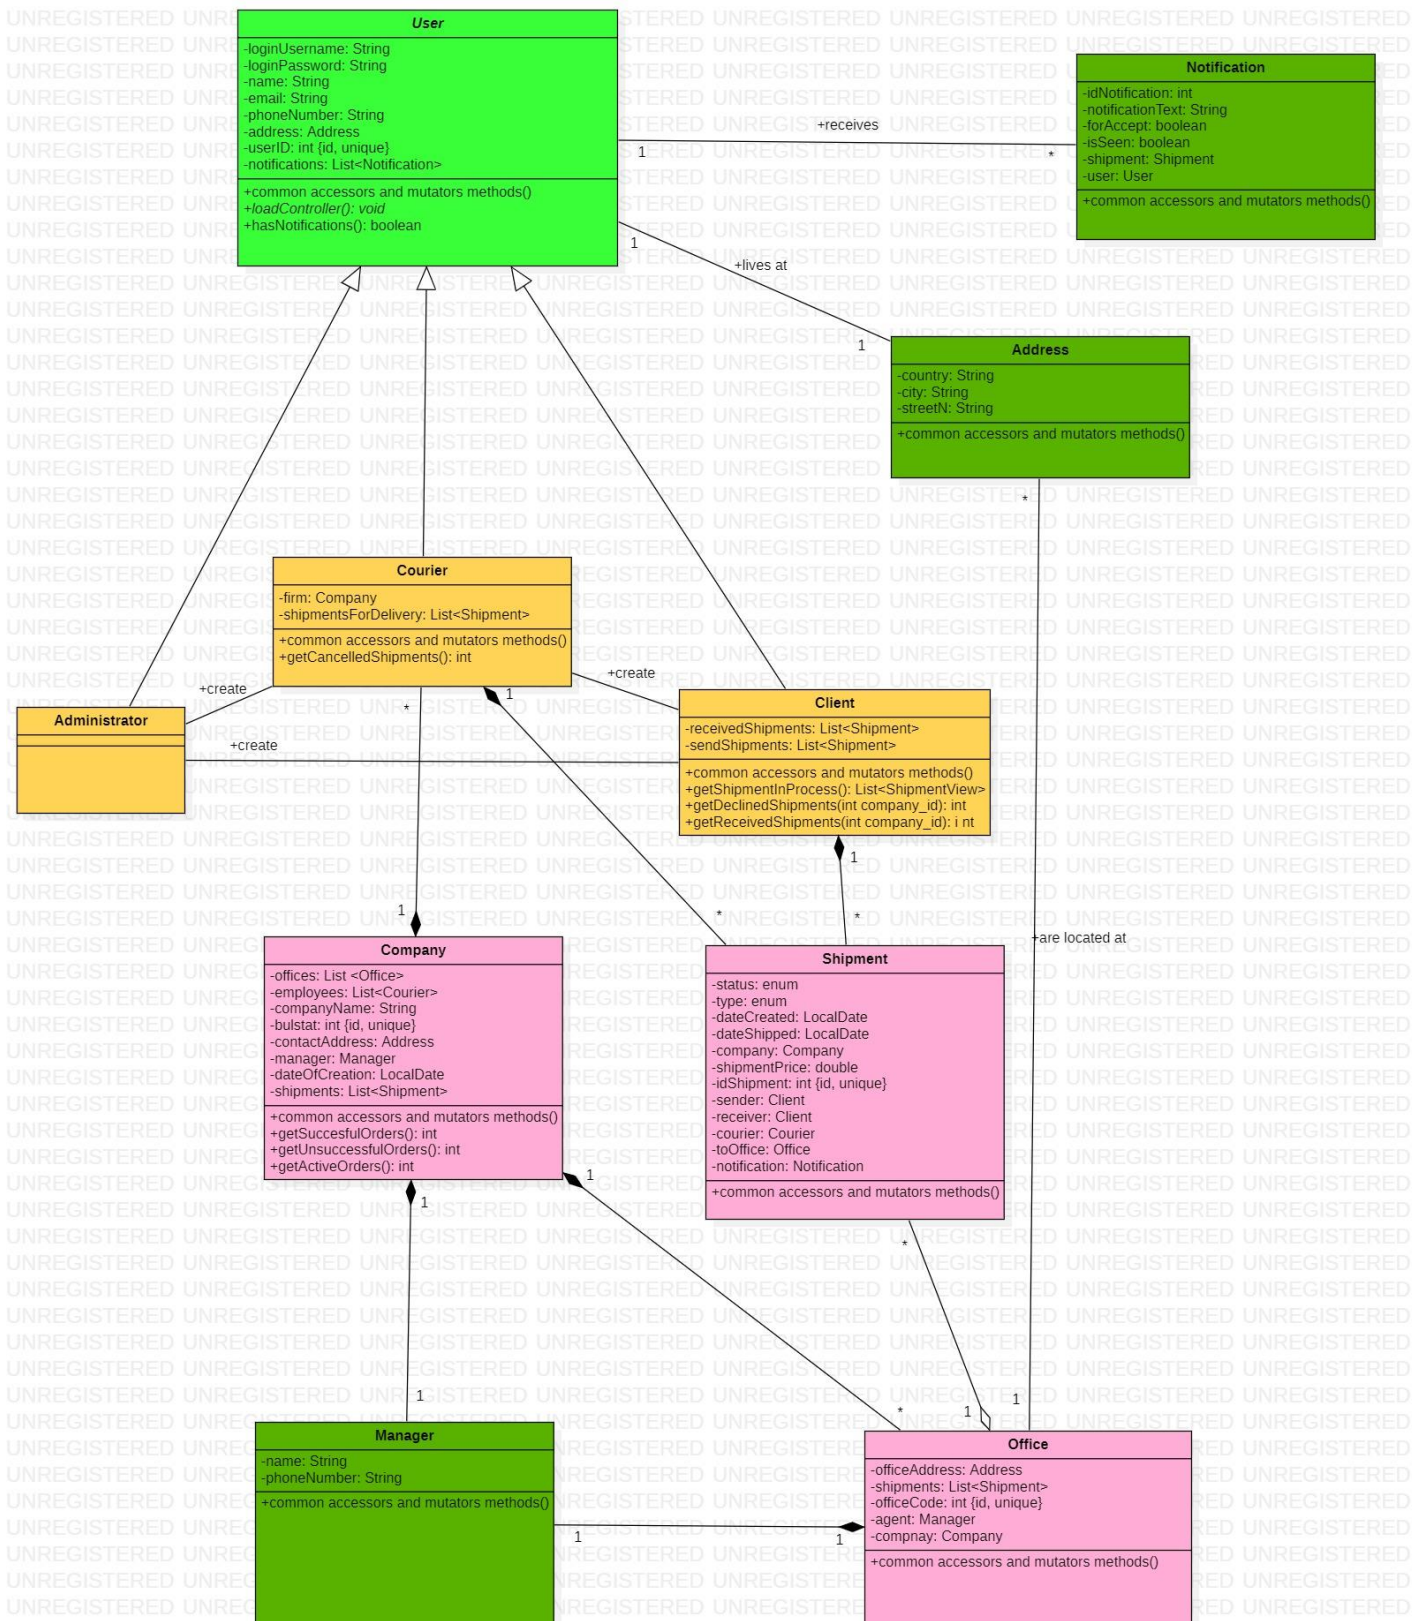 User
-loginUsername: String
-loginPassword: String
-name: String
-email: String
-phoneNumber: String
-address: Address
-userID: int {id, unique}
-notifications: List<Notification>
+common accessors and mutators methods()
+loadController(): void
+hasNotifications(): boolean
+receives
1
*
Notification
-idNotification: int
-notificationText: String
-forAccept: boolean
-isSeen: boolean
-shipment: Shipment
-user: User
+common accessors and mutators methods()
1
+lives at
1
Address
-country: String
-city: String
-streetN: String
+common accessors and mutators methods()
*
Courier
-firm: Company
-shipmentsForDelivery: List<Shipment>
+common accessors and mutators methods()
+getCancelledShipments(): int
+create
+create
+create
*
1
Administrator
Client
-receivedShipments: List<Shipment>
-sendShipments: List<Shipment>
+common accessors and mutators methods()
+getShipmentInProcess(): List<ShipmentView>
+getDeclinedShipments(int company_id): int
+getReceivedShipments(int company_id): i nt
1
1
*
*
+are located at
Company
-offices: List <Office>
-employees: List<Courier>
-companyName: String
-bulstat: int {id, unique}
-contactAddress: Address
-manager: Manager
-dateOfCreation: LocalDate
-shipments: List<Shipment>
+common accessors and mutators methods()
+getSuccesfulOrders(): int
+getUnsuccessfulOrders(): int
+getActiveOrders(): int
Shipment
-status: enum
-type: enum
-dateCreated: LocalDate
-dateShipped: LocalDate
-company: Company
-shipmentPrice: double
-idShipment: int {id, unique}
-sender: Client
-receiver: Client
-courier: Courier
-toOffice: Office
-notification: Notification
+common accessors and mutators methods()
1
1
*
1
*
1
1
Manager
-name: String
-phoneNumber: String
+common accessors and mutators methods()
1
1
Office
-officeAddress: Address
-shipments: List<Shipment>
-officeCode: int {id, unique}
-agent: Manager
-compnay: Company
+common accessors and mutators methods()
UNREGISTERED